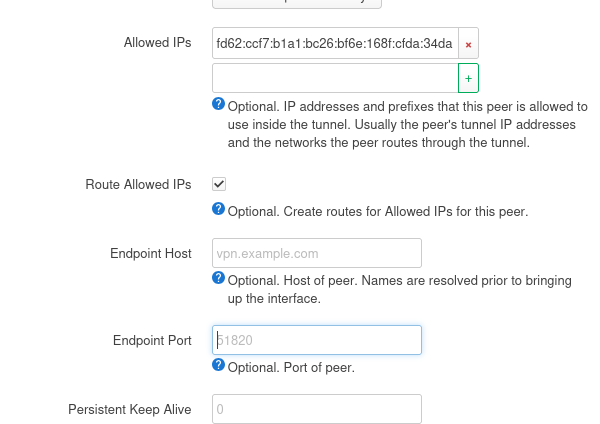 Allowed IPs
fd62:ccf7:b1a1:bc26:bf6e:168f:cfda:34da
×
+
Optional. IP addresses and prefixes that this peer is allowed to
use inside the tunnel. Usually the peer's tunnel IP addresses
and the networks the peer routes through the tunnel.
Route Allowed IPs
Optional. Create routes for Allowed IPs for this peer.
Endpoint Host
vpn.example.com
Optional. Host of peer. Names are resolved prior to bringing
up the interface.
Endpoint Port
51820
Optional. Port of peer.
Persistent Keep Alive
0